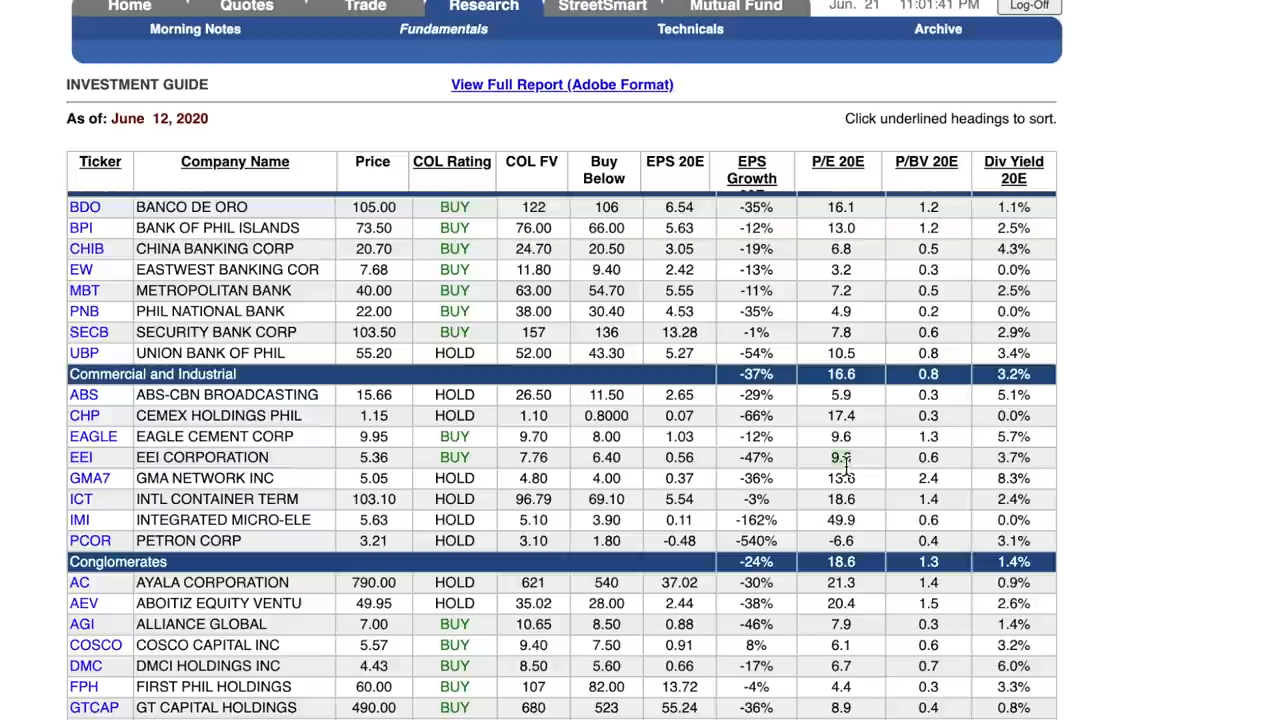 Home Quotes Trade Research StreetSmart Mutual Fund Jun. 21 11:01:41 PM Log-Off
Morning Notes Fundamentals Technicals Archive
INVESTMENT GUIDE View Full Report (Adobe Format)
As of: June 12, 2020 Click underlined headings to sort.
Ticker Company Name Price COL Rating COL FV Buy Below EPS 20E EPS Growth P/E 20E P/BV 20E Div Yield 20E
BDO BANCO DE ORO 105.00 BUY 122 106 6.54 -35% 16.1 1.2 1.1%
BPI BANK OF PHIL ISLANDS 73.50 BUY 76.00 66.00 5.63 -12% 13.0 1.2 2.5%
CHIB CHINA BANKING CORP 20.70 BUY 24.70 20.50 3.05 -19% 6.8 0.5 4.3%
EW EASTWEST BANKING COR 7.68 BUY 11.80 9.40 2.42 -13% 3.2 0.3 0.0%
MBT METROPOLITAN BANK 40.00 BUY 63.00 54.70 5.55 -11% 7.2 0.5 2.5%
PNB PHIL NATIONAL BANK 22.00 BUY 38.00 30.40 4.53 -35% 4.9 0.2 0.0%
SECB SECURITY BANK CORP 103.50 BUY 157 136 13.28 -1% 7.8 0.6 2.9%
UBP UNION BANK OF PHIL 55.20 HOLD 52.00 43.30 5.27 -54% 10.5 0.8 3.4%
Commercial and Industrial -37% 16.6 0.8 3.2%
ABS ABS-CBN BROADCASTING 15.66 HOLD 26.50 11.50 2.65 -29% 5.9 0.3 5.1%
CHP CEMEX HOLDINGS PHIL 1.15 HOLD 1.10 0.8000 0.07 -66% 17.4 0.3 0.0%
EAGLE EAGLE CEMENT CORP 9.95 BUY 9.70 8.00 1.03 -12% 9.6 1.3 5.7%
EEI EEI CORPORATION 5.36 BUY 7.76 6.40 0.56 -47% 0.6 3.7%
GMA7 GMA NETWORK INC 5.05 HOLD 4.80 4.00 0.37 -36% 13.6 2.4 8.3%
ICT INTL CONTAINER TERM 103.10 HOLD 96.79 69.10 5.54 -3% 18.6 1.4 2.4%
IMI INTEGRATED MICRO-ELE 5.63 HOLD 5.10 3.90 0.11 -162% 49.9 0.6 0.0%
PCOR PETRON CORP 3.21 HOLD 3.10 1.80 -0.48 -540% -6.6 0.4 3.1%
Conglomerates -24% 18.6 1.3 1.4%
AC AYALA CORPORATION 790.00 HOLD 621 540 37.02 -30% 21.3 1.4 0.9%
AEV ABOITIZ EQUITY VENTU 49.95 HOLD 35.02 28.00 2.44 -38% 20.4 1.5 2.6%
AGI ALLIANCE GLOBAL 7.00 BUY 10.65 8.50 0.88 -46% 7.9 0.3 1.4%
COSCO COSCO CAPITAL INC 5.57 BUY 9.40 7.50 0.91 8% 6.1 0.6 3.2%
DMC DMCI HOLDINGS INC 4.43 BUY 8.50 5.60 0.66 -17% 6.7 0.7 6.0%
FPH FIRST PHIL HOLDINGS 60.00 BUY 107 82.00 13.72 -4% 4.4 0.3 3.3%
GTCAP GT CAPITAL HOLDINGS 490.00 BUY 680 523 55.24 -36% 8.9 0.4 0.8%